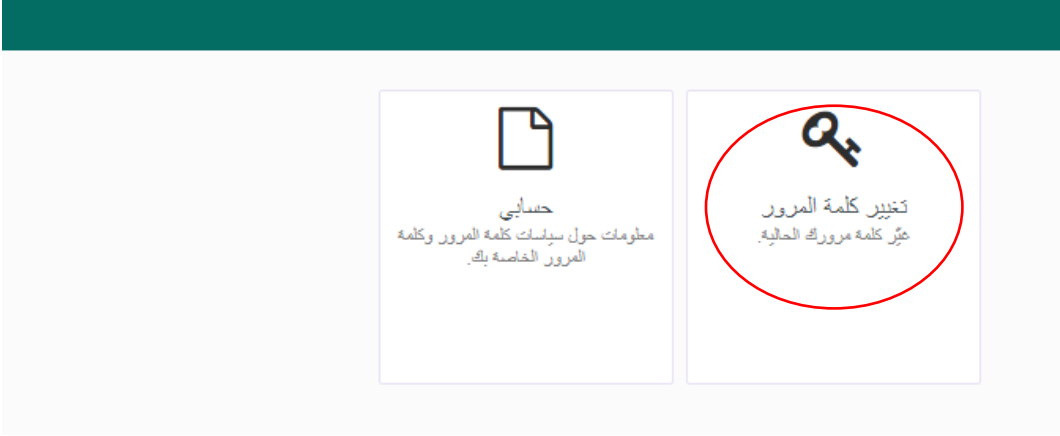 تغيير كلمة المرور
غيِّر كلمة مرورك الحالية.
حسابي
معلومات حول سياسات كلمة المرور وكلمة
المرور الخاصة بك.